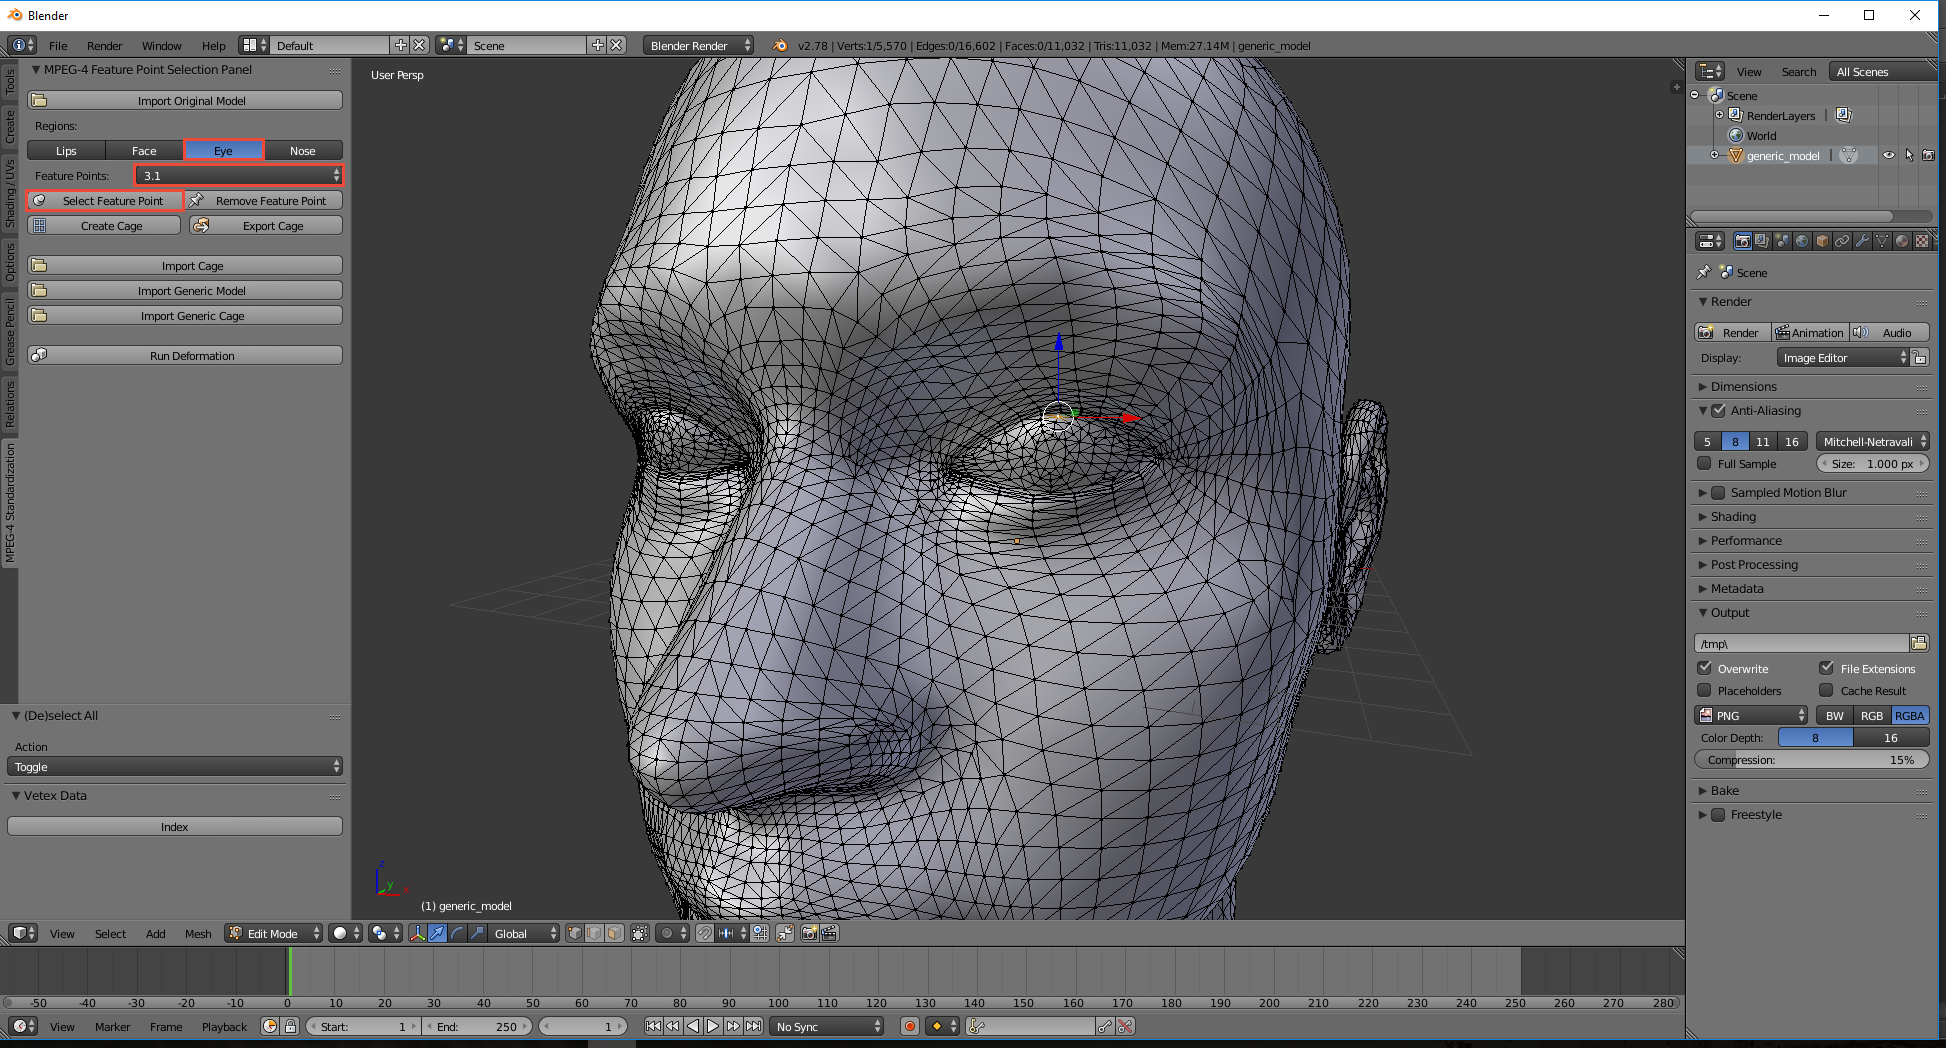 Blender
File Render Window Help Default Scene Blender Render v2.78 | Verts:1/5,570 | Edges:0/16,602 | Faces:0/11,032 | Tris:11,032 | Mem:27.14M | generic_model
Tools
Create
Shading / UVs
Options
Grease Pencil
Relations
MPEG-4 Standardization
MPEG-4 Feature Point Selection Panel
Import Original Model
Regions:
Lips Face Eye Nose
Feature Points: 3.1
Select Feature Point Remove Feature Point
Create Cage Export Cage
Import Cage
Import Generic Model
Import Generic Cage
Run Deformation
(De)select All
Action
Toggle
Vetex Data
Index
User Persp
z
y
x
(1) generic_model
View Search All Scenes
Scene
RenderLayers |
World
generic_model |
Scene
Render
Render Animation Audio
Display: Image Editor
Dimensions
Anti-Aliasing
5 8 11 16 Mitchell-Netravali
Full Sample Size: 1.000 px
Sampled Motion Blur
Shading
Performance
Post Processing
Metadata
Output
/tmp\
Overwrite File Extensions
Placeholders Cache Result
PNG BW RGB RGBA
Color Depth: 8 16
Compression: 15%
Bake
Freestyle
View Select Add Mesh Edit Mode Global
-50 -40 -30 -20 -10 0 10 20 30 40 50 60 70 80 90 100 110 120 130 140 150 160 170 180 190 200 210 220 230 240 250 260 270 280
View Marker Frame Playback Start: 1 End: 250 1 No Sync